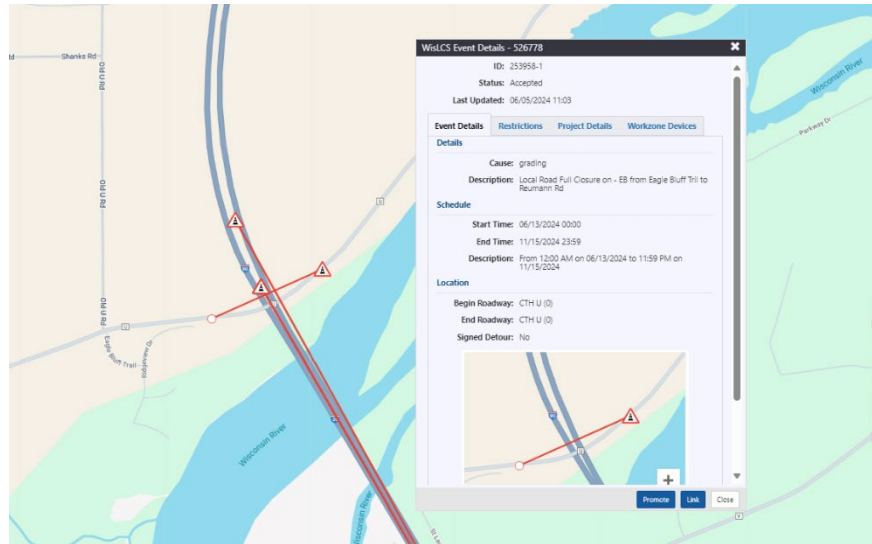 WisLCS Event Details - 526778
ID: 253958-1
Status: Accepted
Last Updated: 06/05/2024 11:03
Event Details Restrictions Project Details Workzone Devices
Details
Cause: grading
Description: Local Road Full Closure on - EB from Eagle Bluff Trll to
Reumann Rd
Schedule
Start Time: 06/13/2024 00:00
End Time: 11/15/2024 23:59
Description: From 12:00 AM on 06/13/2024 to 11:59 PM on
11/15/2024
Location
Begin Roadway: CTH U (0)
End Roadway: CTH U (0)
Signed Detour: No
+
Promote Link Close
Shanks Rd
Old U Rd
Old U Rd
Old U Rd
U
U
U
Eagle Bluff Trail
Ridgeview Dr
Wisconsin River
Wisconsin River
Wisconsin River
Parkway Dr